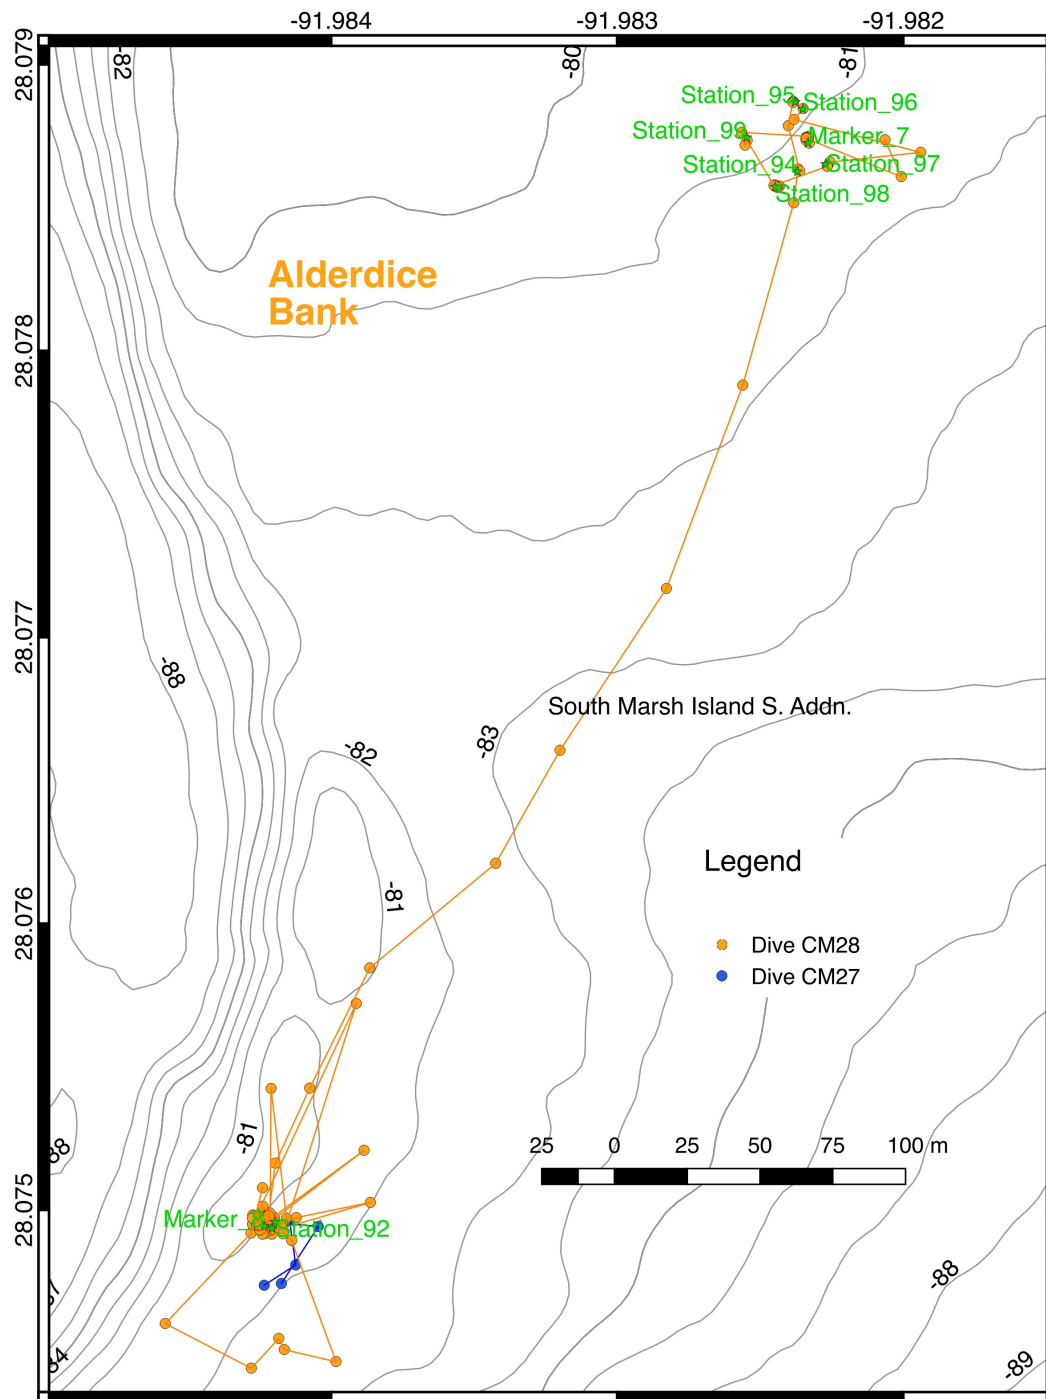 -91.984
-91.983
-91.982
28.079
-82
-80
-81
Station_95
Station_96
Station_99
Marker_7
Station_94
Station_97
Station_98
Alderdice
Bank
28.078
28.077
-88
South Marsh Island S. Addn.
-83
-82
Legend
-81
28.076
Dive CM28
Dive CM27
-81
25
0
25
50
75
100 m
28.075
Marker_
Station_92
-88
-89